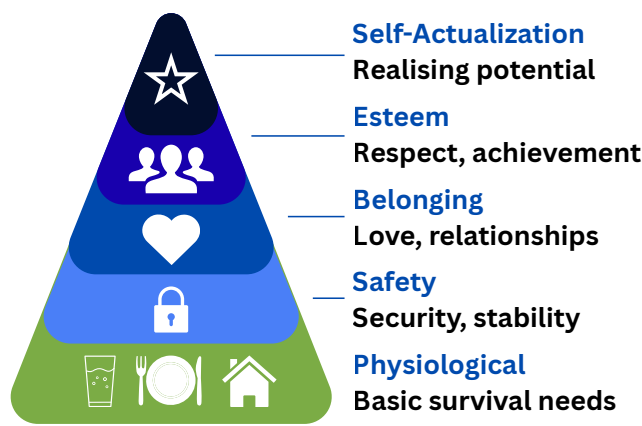 Self-Actualization
Realising potential
Esteem
Respect, achievement
Belonging
Love, relationships
Safety
Security, stability
Physiological
Basic survival needs